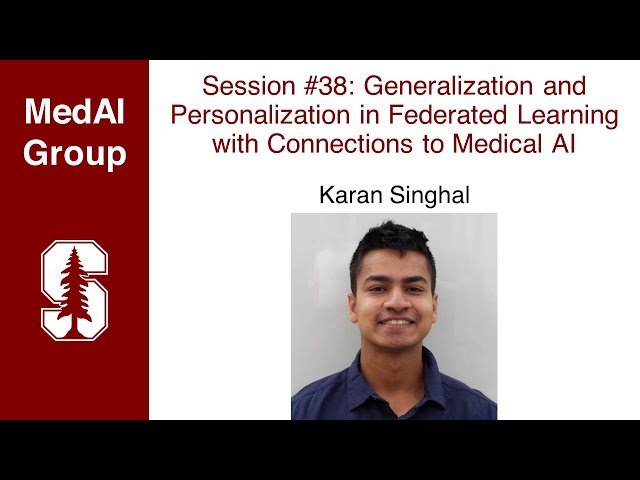 MedAI
Group
Session #38: Generalization and
Personalization in Federated Learning
with Connections to Medical AI
Karan Singhal